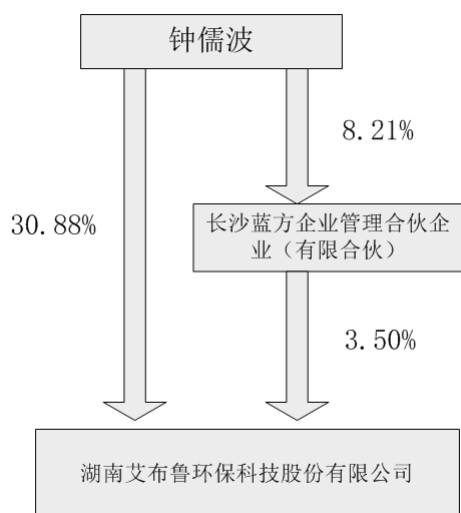 钟儒波
8.21%
30.88%
长沙蓝方企业管理合伙企
业（有限合伙）
3.50%
湖南艾布鲁环保科技股份有限公司